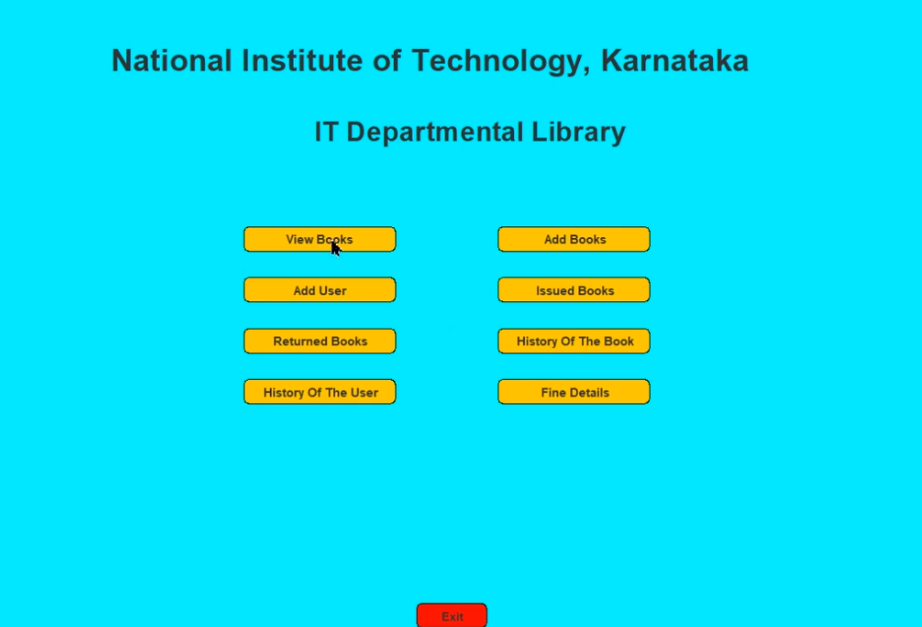 National Institute of Technology, Karnataka
IT Departmental Library
View Books
Add Books
Add User
Issued Books
Returned Books
History Of The Book
History Of The User
Fine Details
Exit